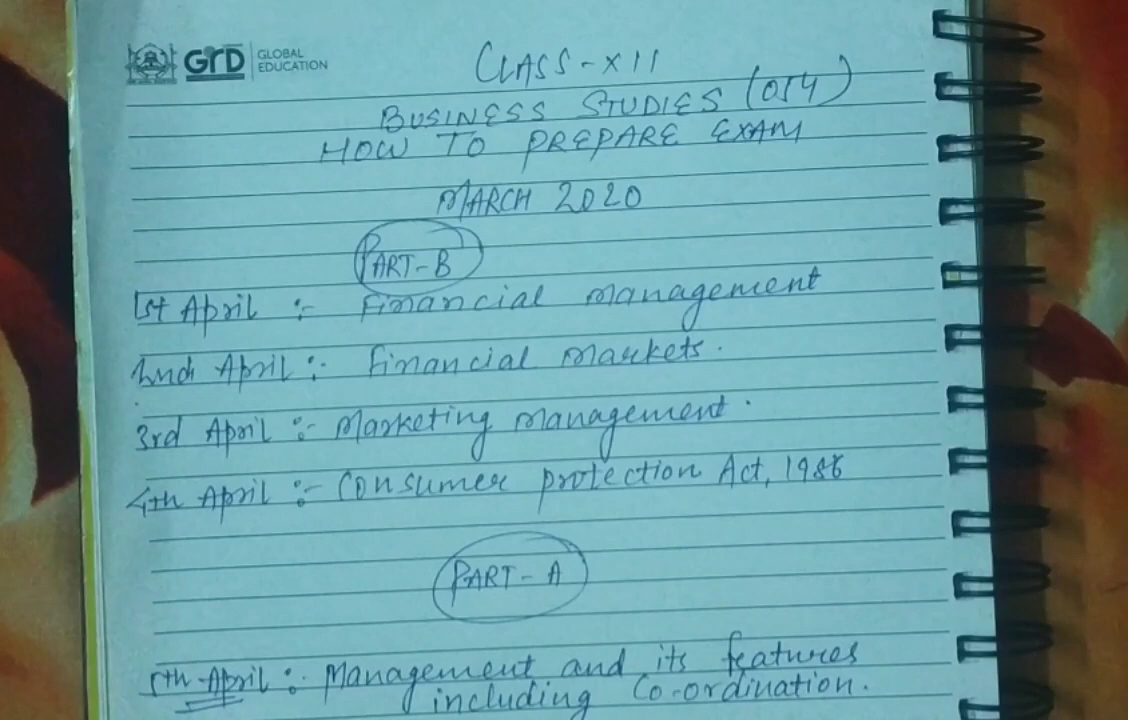 GrD GLOBAL EDUCATION
CLASS-XII
BUSINESS STUDIES (054)
HOW TO PREPARE EXAM
MARCH 2020
PART-B
1st April :- Financial management
2nd April :- Financial markets.
3rd April :- Marketing management.
4th April :- Consumer protection Act, 1986
PART-A
5th April :- Management and its features
including Co-ordination.